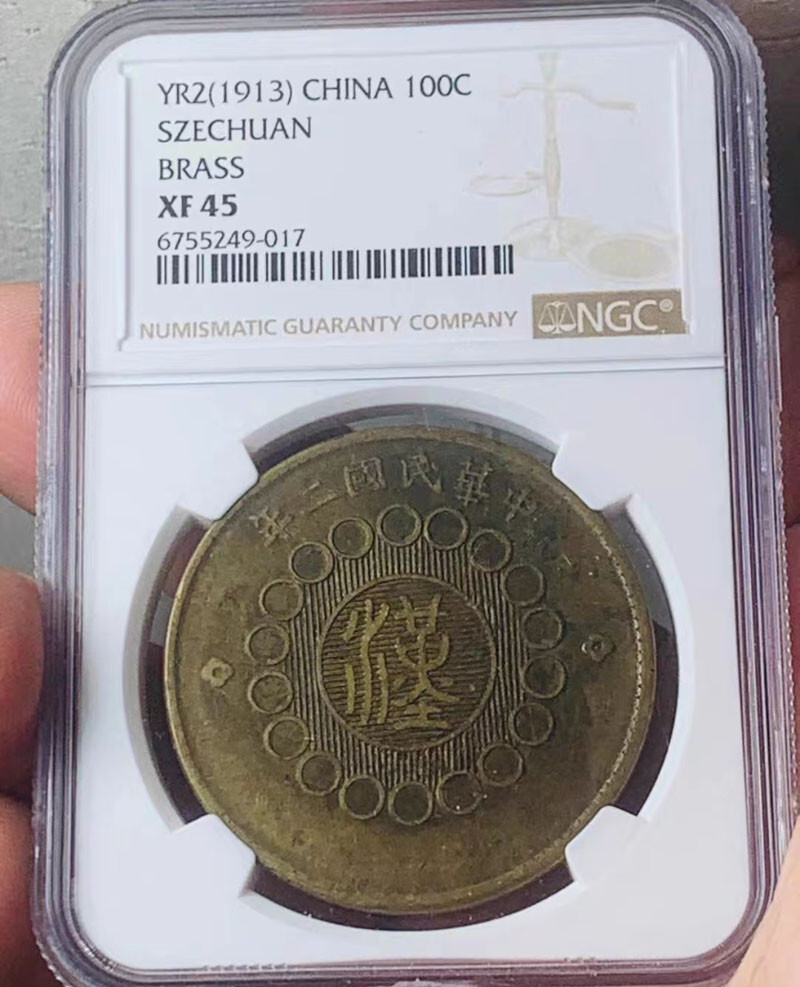 YR2(1913) CHINA 100C
SZECHUAN
BRASS
XF 45
6755249-017
NUMISMATIC GUARANTY COMPANY NGC®
年二國民華中
漢